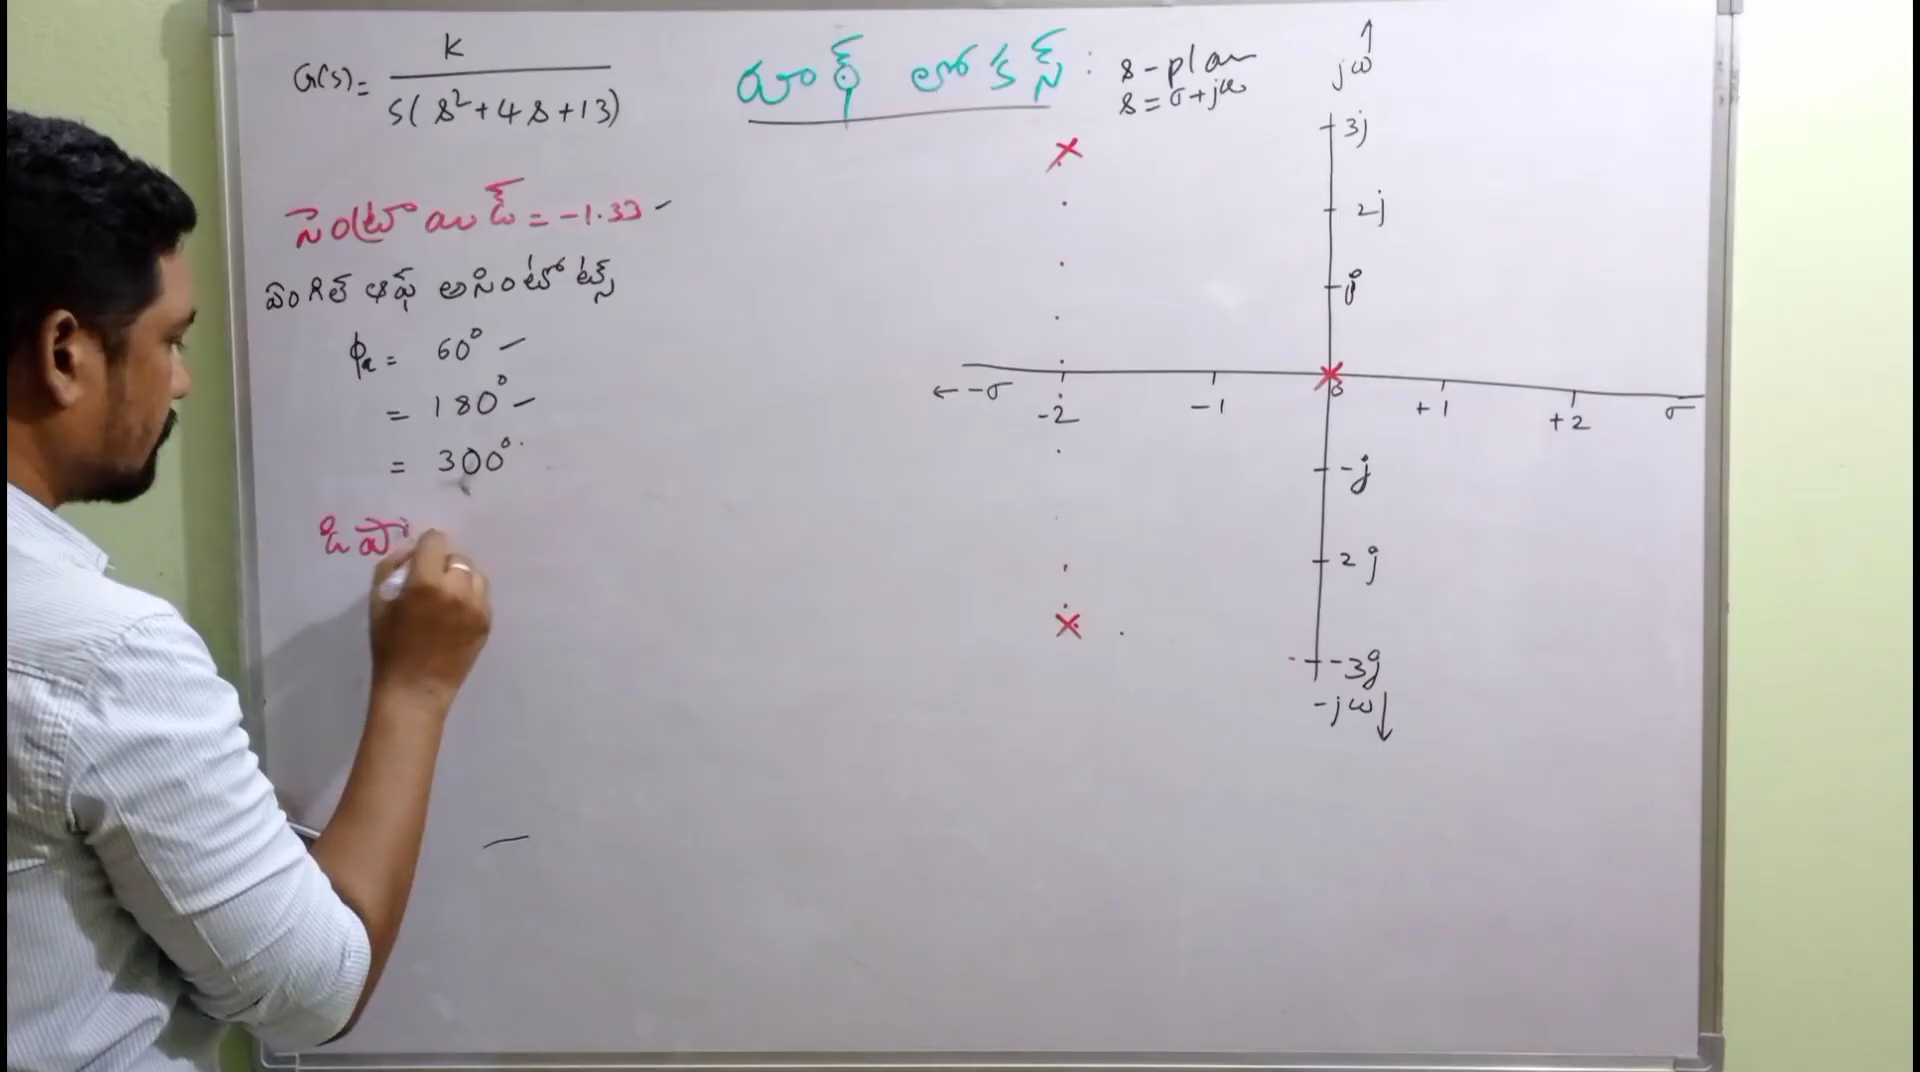 G(s) = K / s(s²+4s+13)
రూట్ లోకస్ :
s-plan
s = σ+jω
సెంట్రాయిడ్ = -1.33
ఏంగిల్ ఆఫ్ అసింటోట్స్
ϕₐ = 60°
= 180°
= 300°
డిపా
jω
3j
2j
j
← -σ
-2
-1
0
+1
+2
σ
-j
2j
-3j
-jω